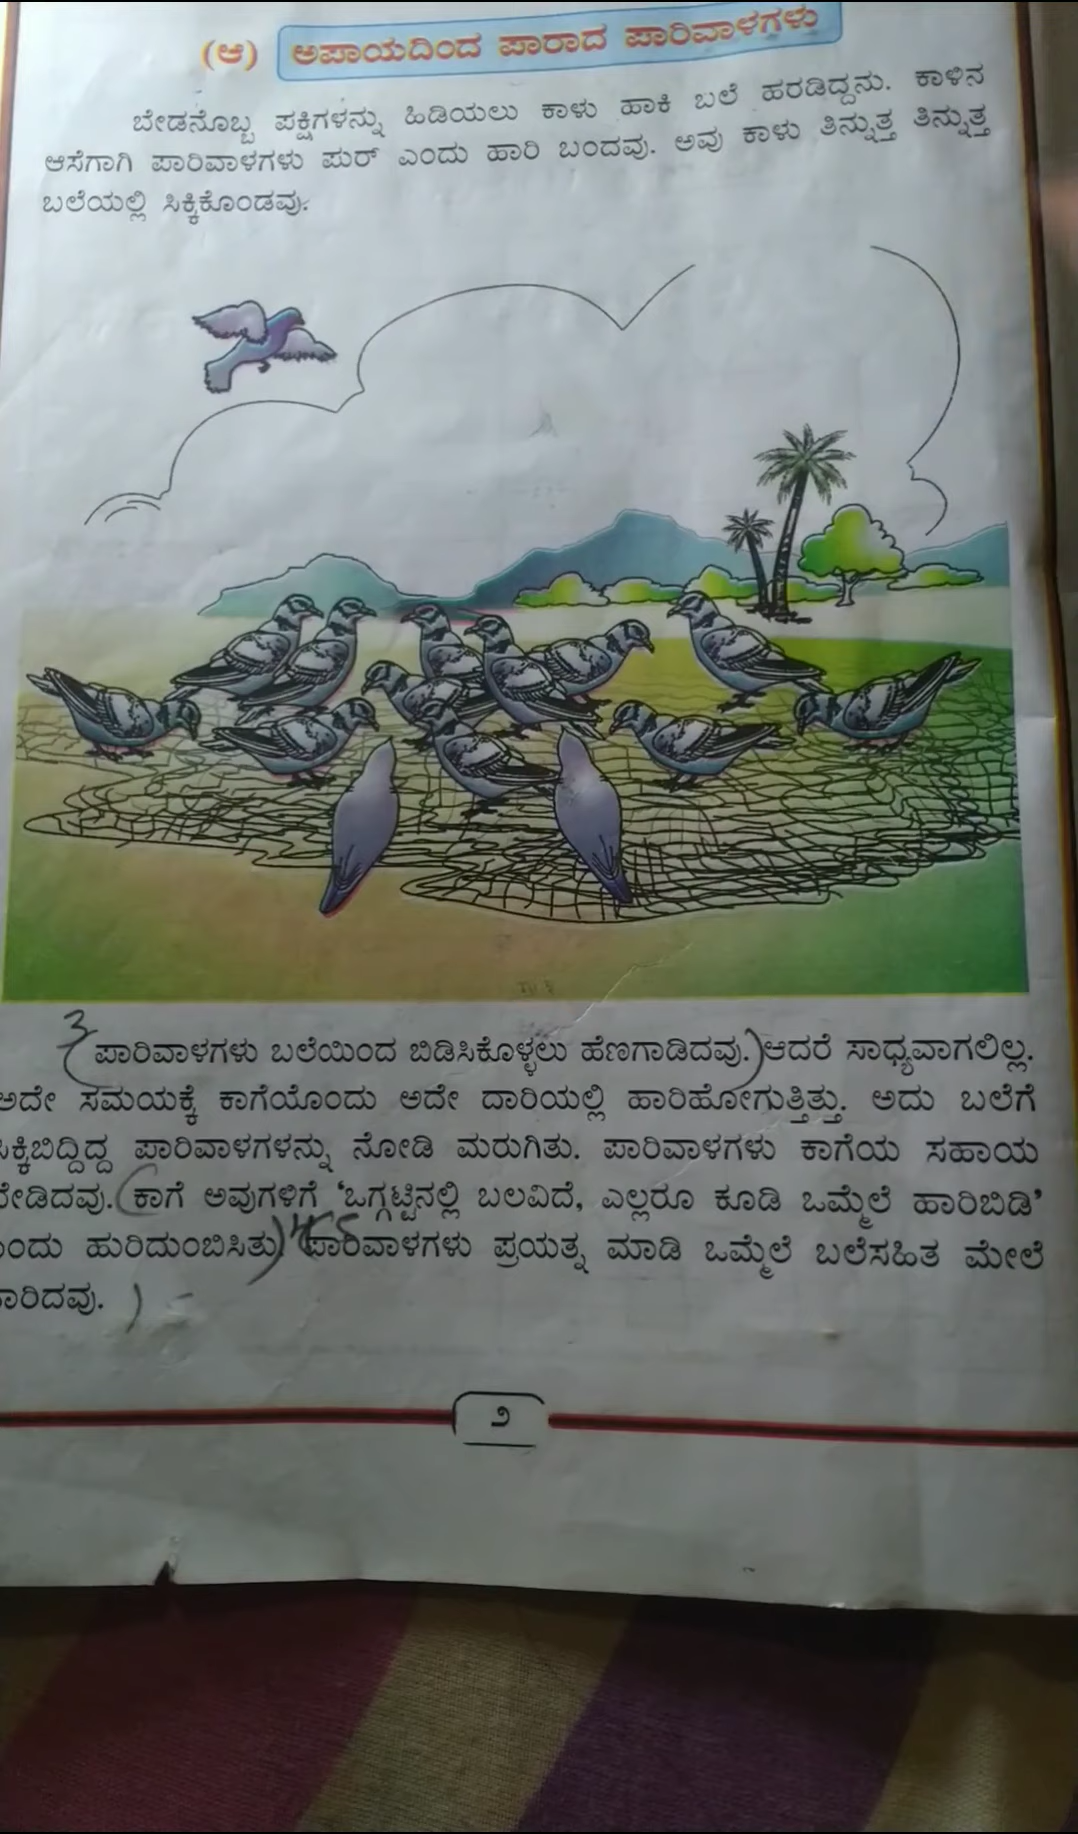 (ಆ) ಅಪಾಯದಿಂದ ಪಾರಾದ ಪಾರಿವಾಳಗಳು
ಬೇಡನೊಬ್ಬ ಪಕ್ಷಿಗಳನ್ನು ಹಿಡಿಯಲು ಕಾಳು ಹಾಕಿ ಬಲೆ ಹರಡಿದ್ದನು. ಕಾಳಿನ
ಆಸೆಗಾಗಿ ಪಾರಿವಾಳಗಳು ಪುರ್ ಎಂದು ಹಾರಿ ಬಂದವು. ಅವು ಕಾಳು ತಿನ್ನುತ್ತ ತಿನ್ನುತ್ತ
ಬಲೆಯಲ್ಲಿ ಸಿಕ್ಕಿಕೊಂಡವು.
3
ಪಾರಿವಾಳಗಳು ಬಲೆಯಿಂದ ಬಿಡಿಸಿಕೊಳ್ಳಲು ಹೆಣಗಾಡಿದವು.) ಆದರೆ ಸಾಧ್ಯವಾಗಲಿಲ್ಲ.
ಅದೇ ಸಮಯಕ್ಕೆ ಕಾಗೆಯೊಂದು ಅದೇ ದಾರಿಯಲ್ಲಿ ಹಾರಿಹೋಗುತ್ತಿತ್ತು. ಅದು ಬಲೆಗೆ
ಸಿಕ್ಕಿಬಿದ್ದಿದ್ದ ಪಾರಿವಾಳಗಳನ್ನು ನೋಡಿ ಮರುಗಿತು. ಪಾರಿವಾಳಗಳು ಕಾಗೆಯ ಸಹಾಯ
ಬೇಡಿದವು. (ಕಾಗೆ ಅವುಗಳಿಗೆ ‘ಒಗ್ಗಟ್ಟಿನಲ್ಲಿ ಬಲವಿದೆ, ಎಲ್ಲರೂ ಕೂಡಿ ಒಮ್ಮೆಲೆ ಹಾರಿಬಿಡಿ’
ಎಂದು ಹುರಿದುಂಬಿಸಿತು) ಪಾರಿವಾಳಗಳು ಪ್ರಯತ್ನ ಮಾಡಿ ಒಮ್ಮೆಲೆ ಬಲೆಸಹಿತ ಮೇಲೆ
ಹಾರಿದವು. )
೨